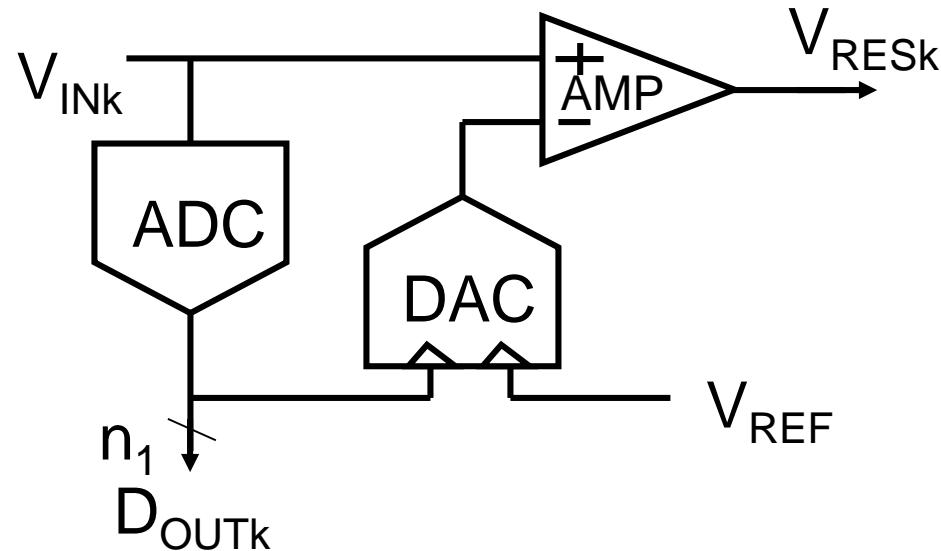 V_INk
V_RESk
+
AMP
−
ADC
DAC
V_REF
n_1
D_OUTk